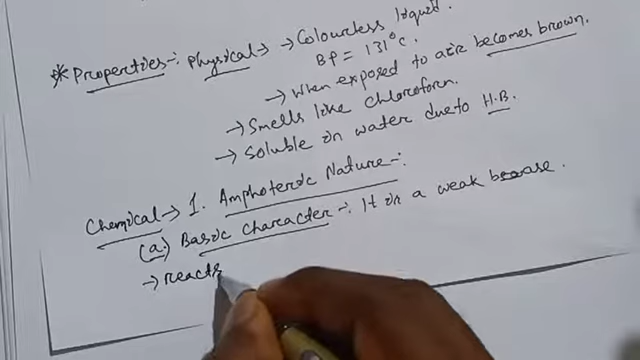 * Properties:- Physical → → Colourless liquid.
BP = 131°C.
→ When exposed to air becomes brown.
→ Smells like chloroform.
→ Soluble in water due to H.B.
Chemical → 1. Amphoteric Nature -:
(a.) Basic character -: It is a weak base.
→ reacts